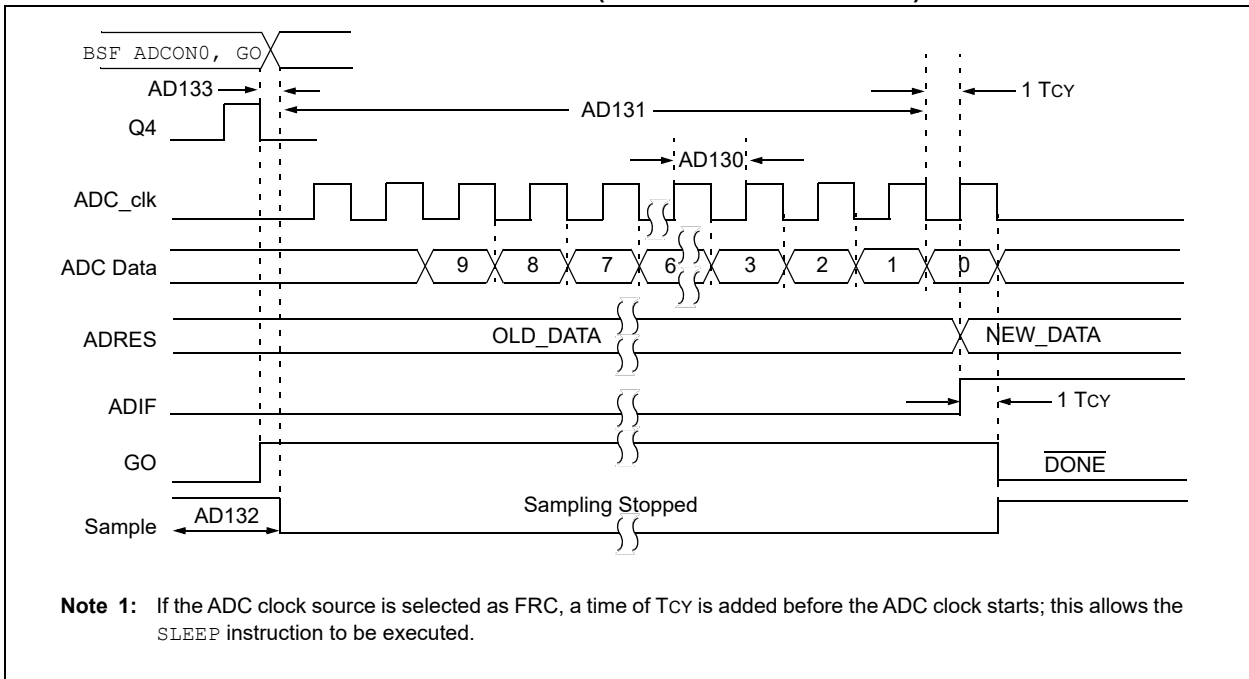 BSF ADCON0, GO
AD133
1 TCY
AD131
Q4
AD130
ADC_clk
ADC Data
9 8 7 6 3 2 1 0
ADRES
OLD_DATA
NEW_DATA
ADIF
1 TCY
GO
DONE
Sampling Stopped
AD132
Sample
Note 1: If the ADC clock source is selected as FRC, a time of TCY is added before the ADC clock starts; this allows the
SLEEP instruction to be executed.